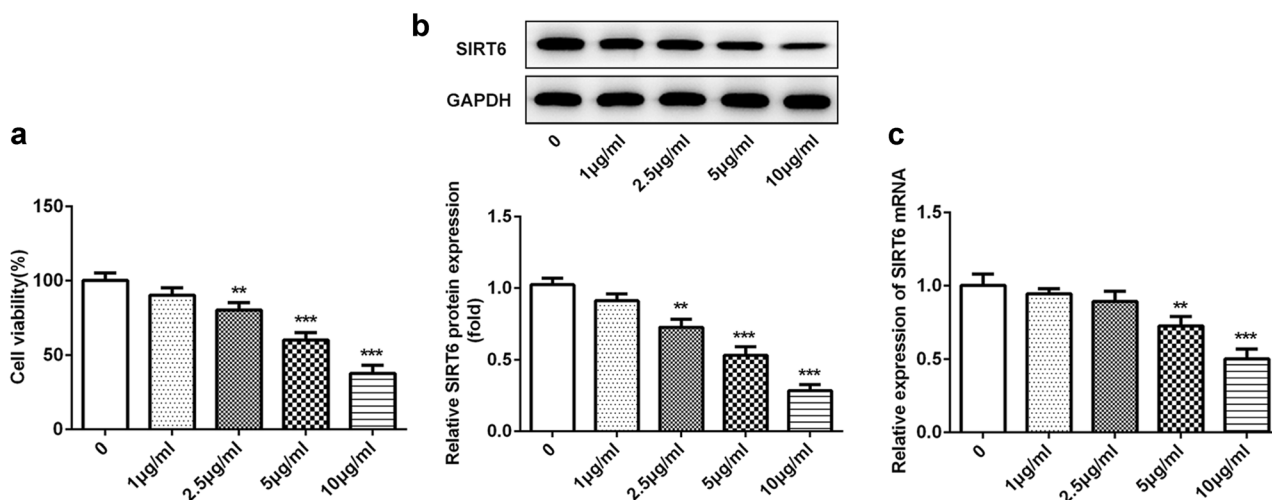 a
Cell viability(%)
150
100
50
0
**
***
***
0
1μg/ml
2.5μg/ml
5μg/ml
10μg/ml
b
SIRT6
GAPDH
0
1μg/ml
2.5μg/ml
5μg/ml
10μg/ml
Relative SIRT6 protein expression
(fold)
1.5
1.0
0.5
0.0
**
***
***
0
1μg/ml
2.5μg/ml
5μg/ml
10μg/ml
c
Relative expression of SIRT6 mRNA
1.5
1.0
0.5
0.0
**
***
0
1μg/ml
2.5μg/ml
5μg/ml
10μg/ml